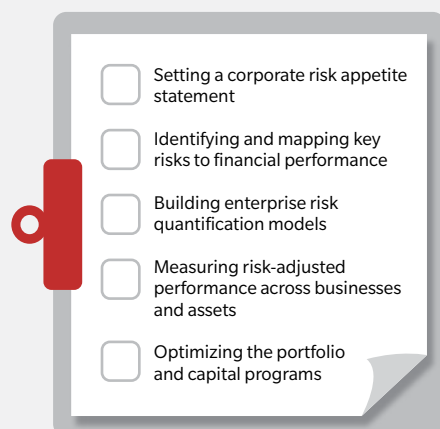 Setting a corporate risk appetite
statement
Identifying and mapping key
risks to financial performance
Building enterprise risk
quantification models
Measuring risk-adjusted
performance across businesses
and assets
Optimizing the portfolio
and capital programs